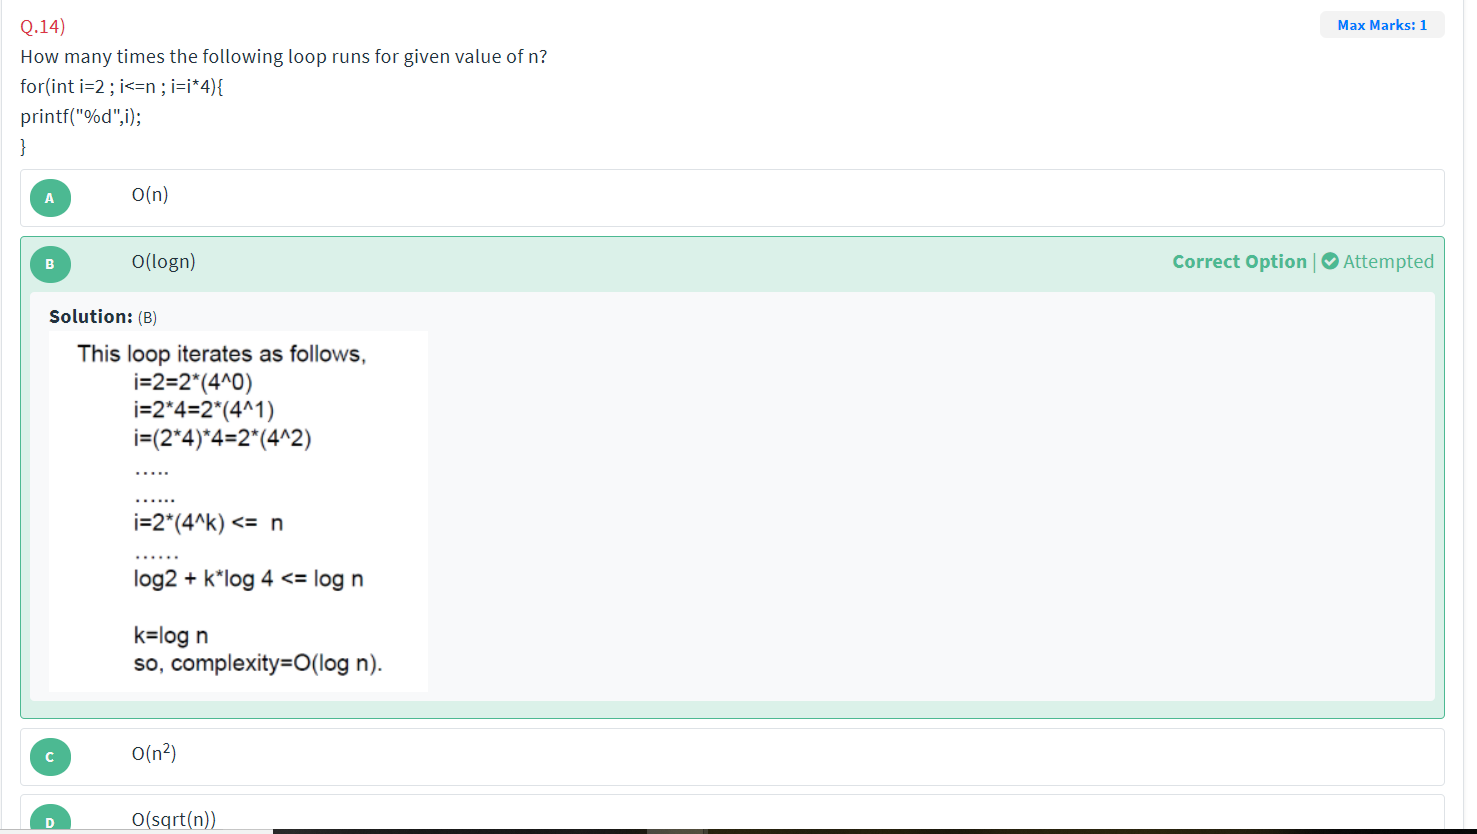 Q.14)
Max Marks: 1
How many times the following loop runs for given value of n?
for(int i=2 ; i<=n ; i=i*4){
printf("%d",i);
}
A O(n)
B O(logn) Correct Option | Attempted
Solution: (B)
This loop iterates as follows,
i=2=2*(4^0)
i=2*4=2*(4^1)
i=(2*4)*4=2*(4^2)
.....
......
i=2*(4^k) <= n
......
log2 + k*log 4 <= log n
k=log n
so, complexity=O(log n).
C O(n²)
D O(sqrt(n))